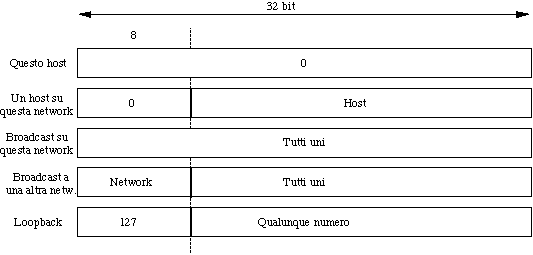 32 bit
8
Questo host 0
Un host su
questa network 0 Host
Broadcast su
questa network Tutti uni
Broadcast a
una altra netw. Network Tutti uni
Loopback 127 Qualunque numero